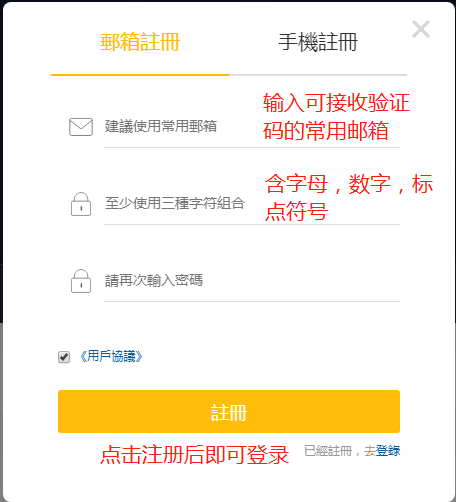 郵箱註冊 手機註冊
建議使用常用郵箱
输入可接收验证
码的常用邮箱
至少使用三種字符組合
含字母，数字，标
点符号
請再次輸入密碼
《用戶協議》
註冊
点击注册后即可登录
已經註冊，去登錄